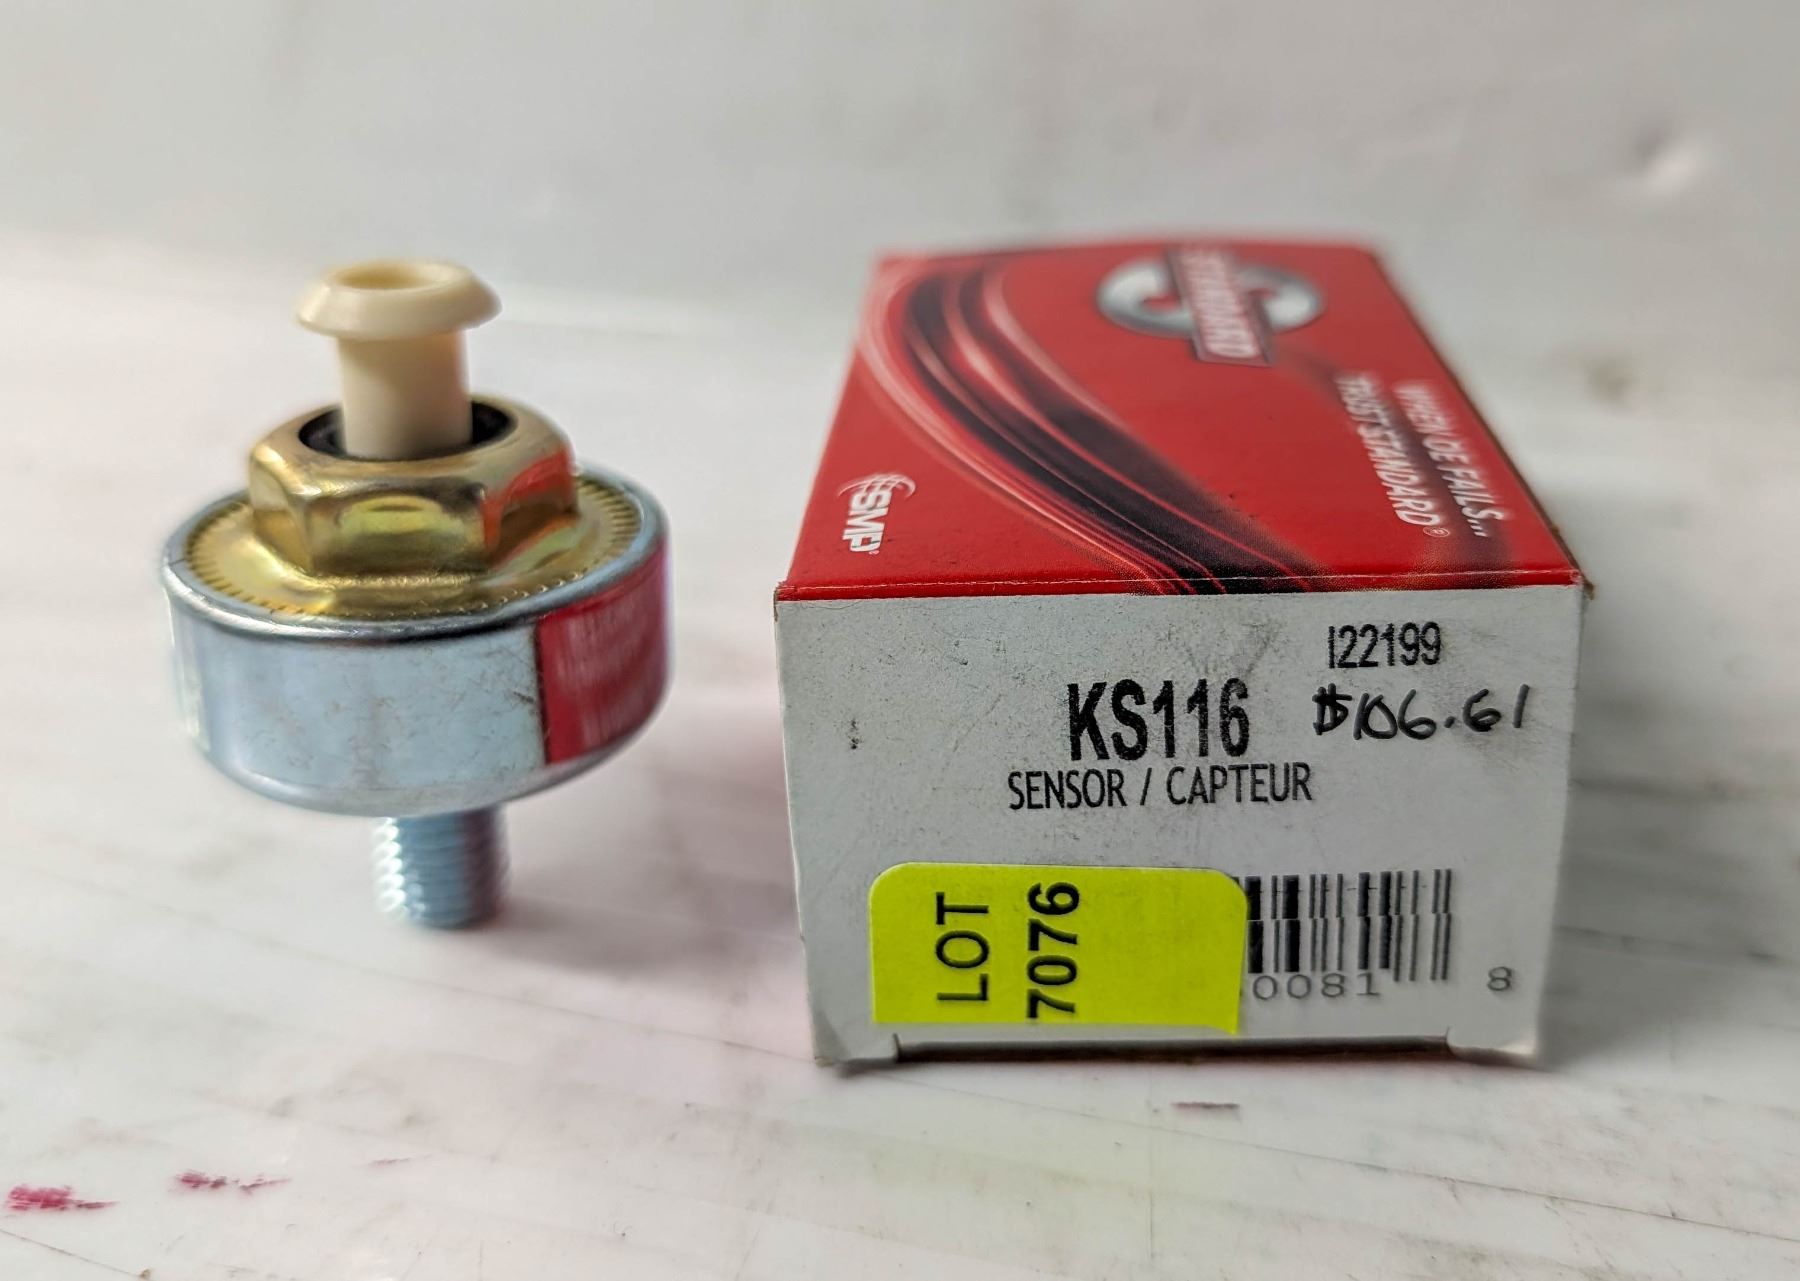 STANDARD
WHEN OE FAILS...
TRUST STANDARD®
SMP®
I22199
KS116
$106.61
SENSOR / CAPTEUR
LOT
7076
0081 8